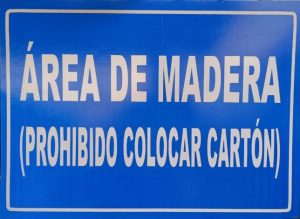 ÁREA DE MADERA
(PROHIBIDO COLOCAR CARTÓN)